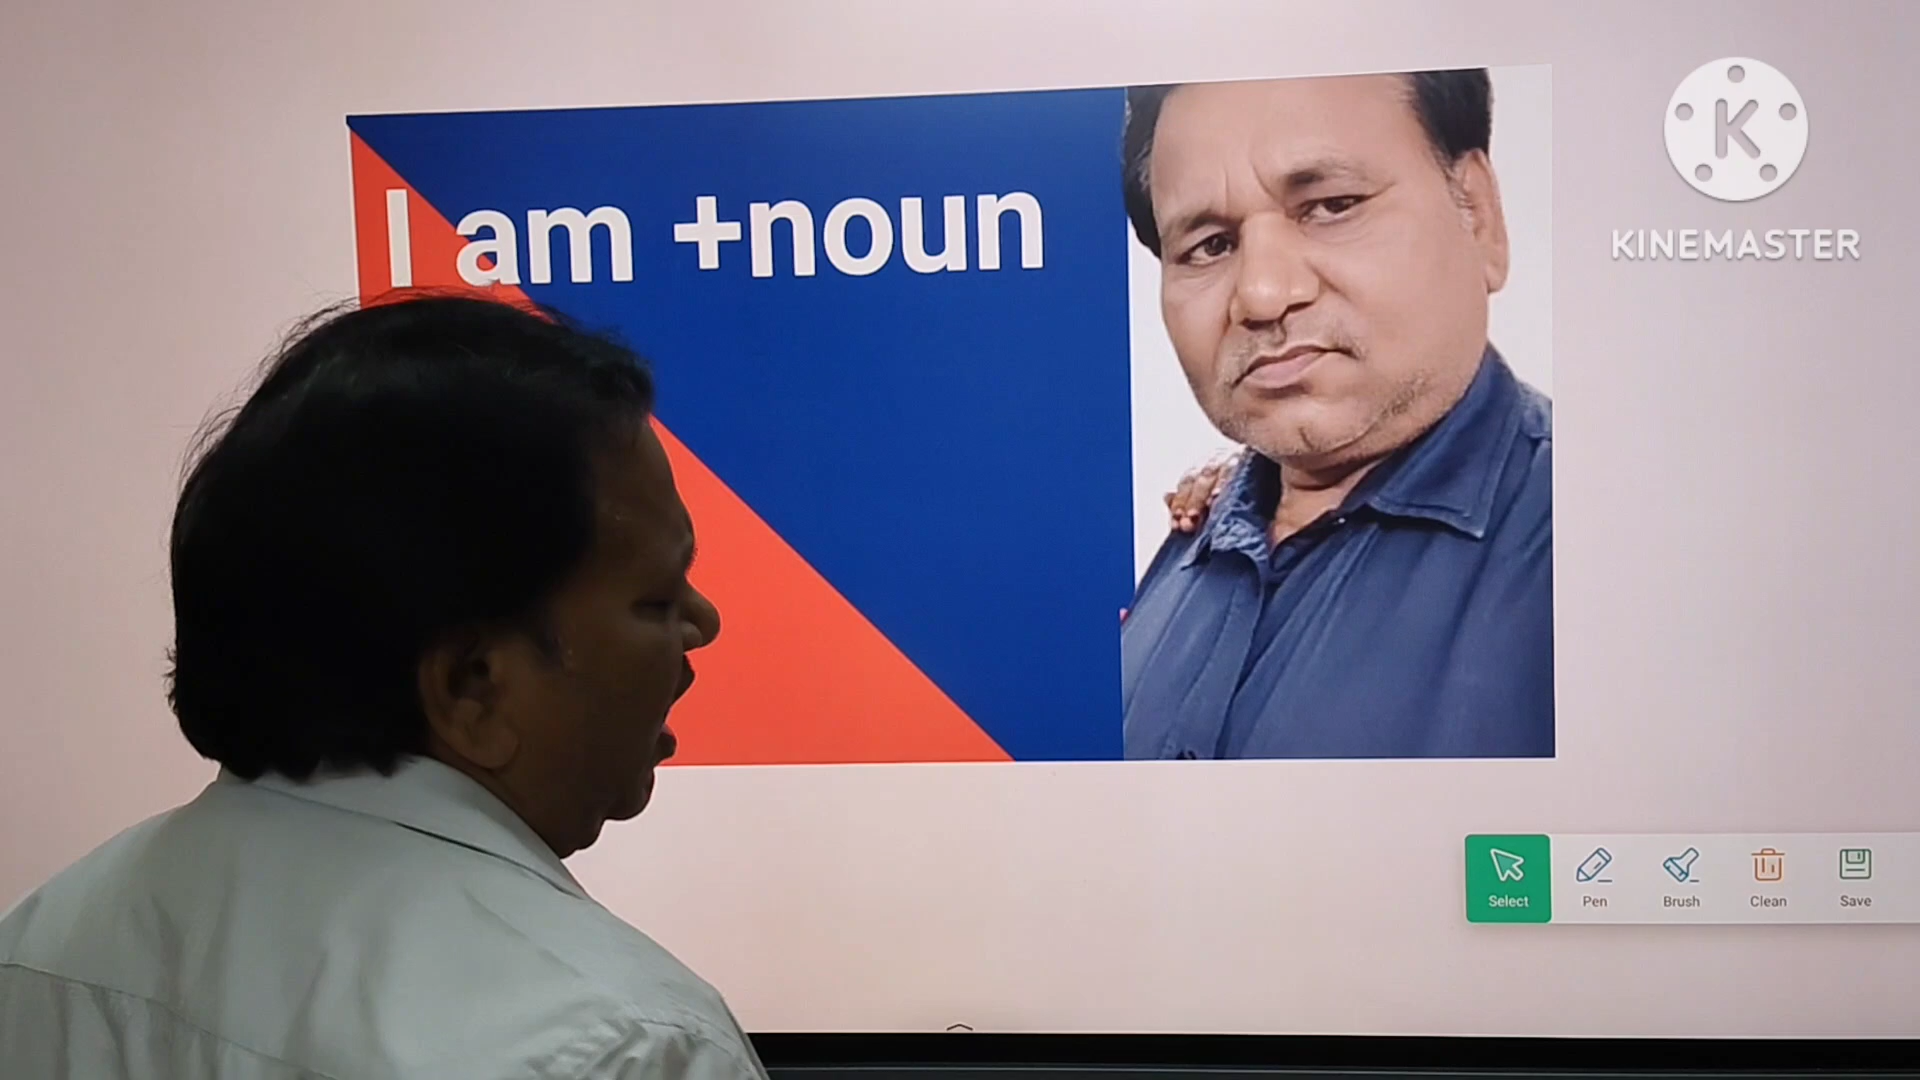 I am +noun
K
KINEMASTER
Select
Pen
Brush
Clean
Save